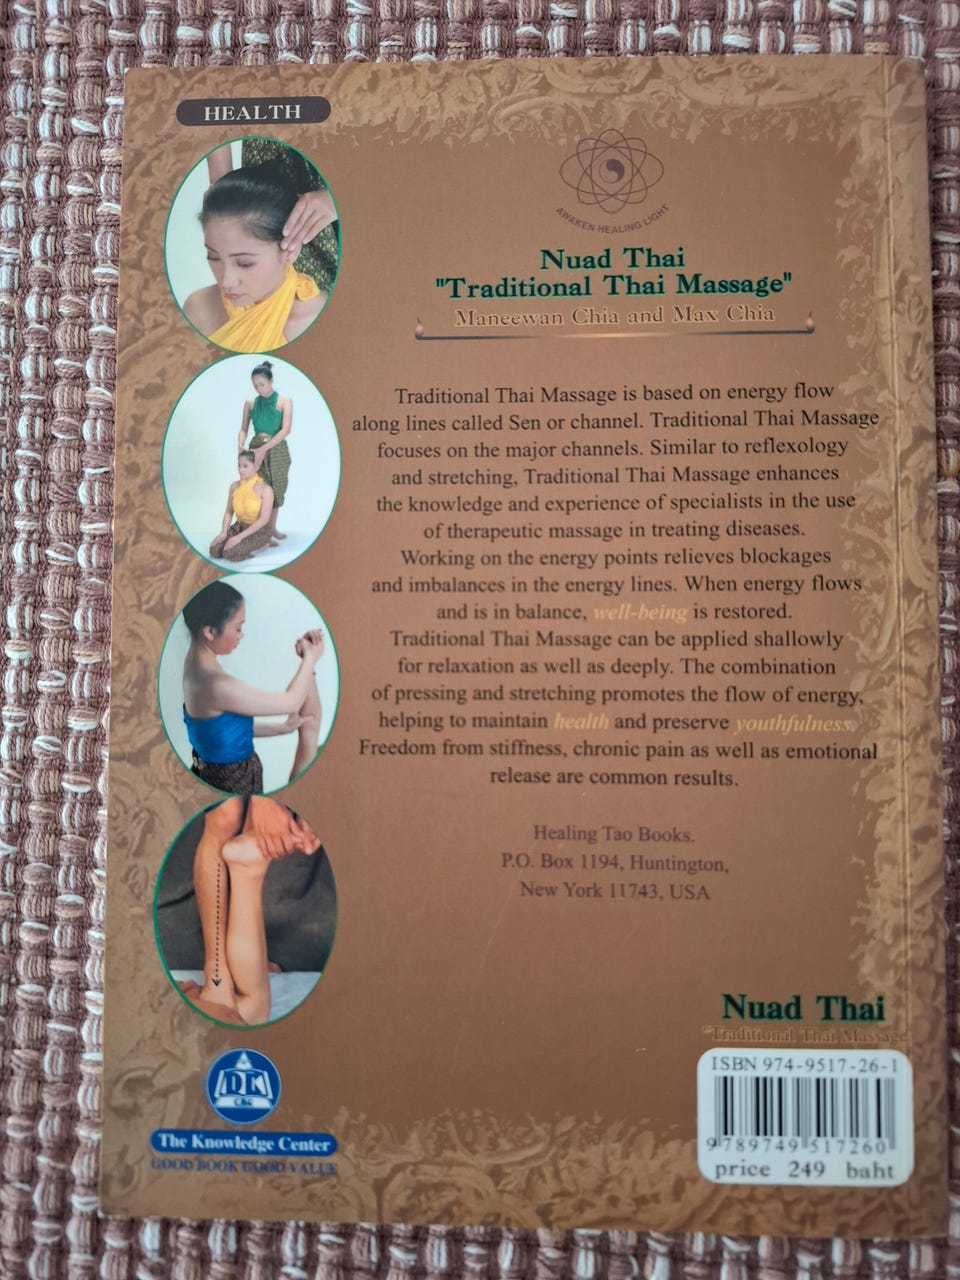 HEALTH
AWAKEN HEALING LIGHT
Nuad Thai
"Traditional Thai Massage"
Maneewan Chia and Max Chia
Traditional Thai Massage is based on energy flow
along lines called Sen or channel. Traditional Thai Massage
focuses on the major channels. Similar to reflexology
and stretching, Traditional Thai Massage enhances
the knowledge and experience of specialists in the use
of therapeutic massage in treating diseases.
Working on the energy points relieves blockages
and imbalances in the energy lines. When energy flows
and is in balance, well-being is restored.
Traditional Thai Massage can be applied shallowly
for relaxation as well as deeply. The combination
of pressing and stretching promotes the flow of energy,
helping to maintain health and preserve youthfulness.
Freedom from stiffness, chronic pain as well as emotional
release are common results.
Healing Tao Books.
P.O. Box 1194, Huntington,
New York 11743, USA
The Knowledge Center
GOOD BOOK GOOD VALUE
Nuad Thai
"Traditional Thai Massage
ISBN 974-9517-26-1
9 789749 517260
price 249 baht